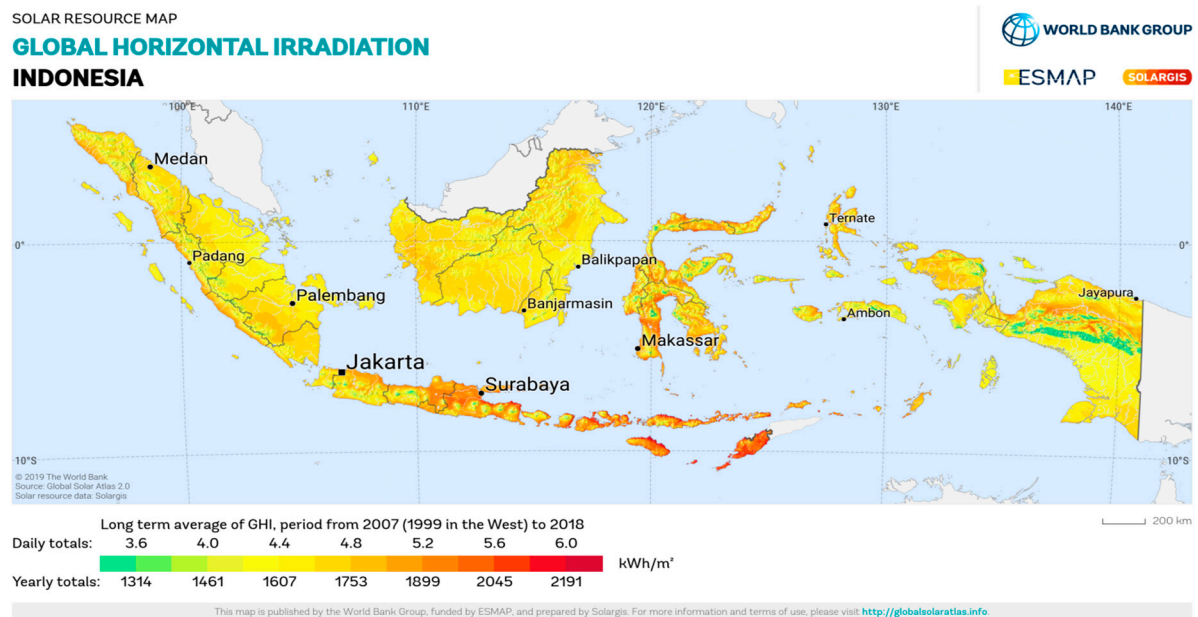 SOLAR RESOURCE MAP
GLOBAL HORIZONTAL IRRADIATION
INDONESIA
WORLD BANK GROUP
ESMAP
SOLARGIS
100°E
110°E
120°E
130°E
140°E
Medan
Ternate
0°
0°
Padang
Balikpapan
Palembang
Jayapura
Banjarmasin
Ambon
Makassar
Jakarta
Surabaya
10°S
10°S
© 2019 The World Bank
Source: Global Solar Atlas 2.0
Solar resource data: Solargis
200 km
Long term average of GHI, period from 2007 (1999 in the West) to 2018
Daily totals: 3.6 4.0 4.4 4.8 5.2 5.6 6.0
kWh/m²
Yearly totals: 1314 1461 1607 1753 1899 2045 2191
This map is published by the World Bank Group, funded by ESMAP, and prepared by Solargis. For more information and terms of use, please visit http://globalsolaratlas.info.